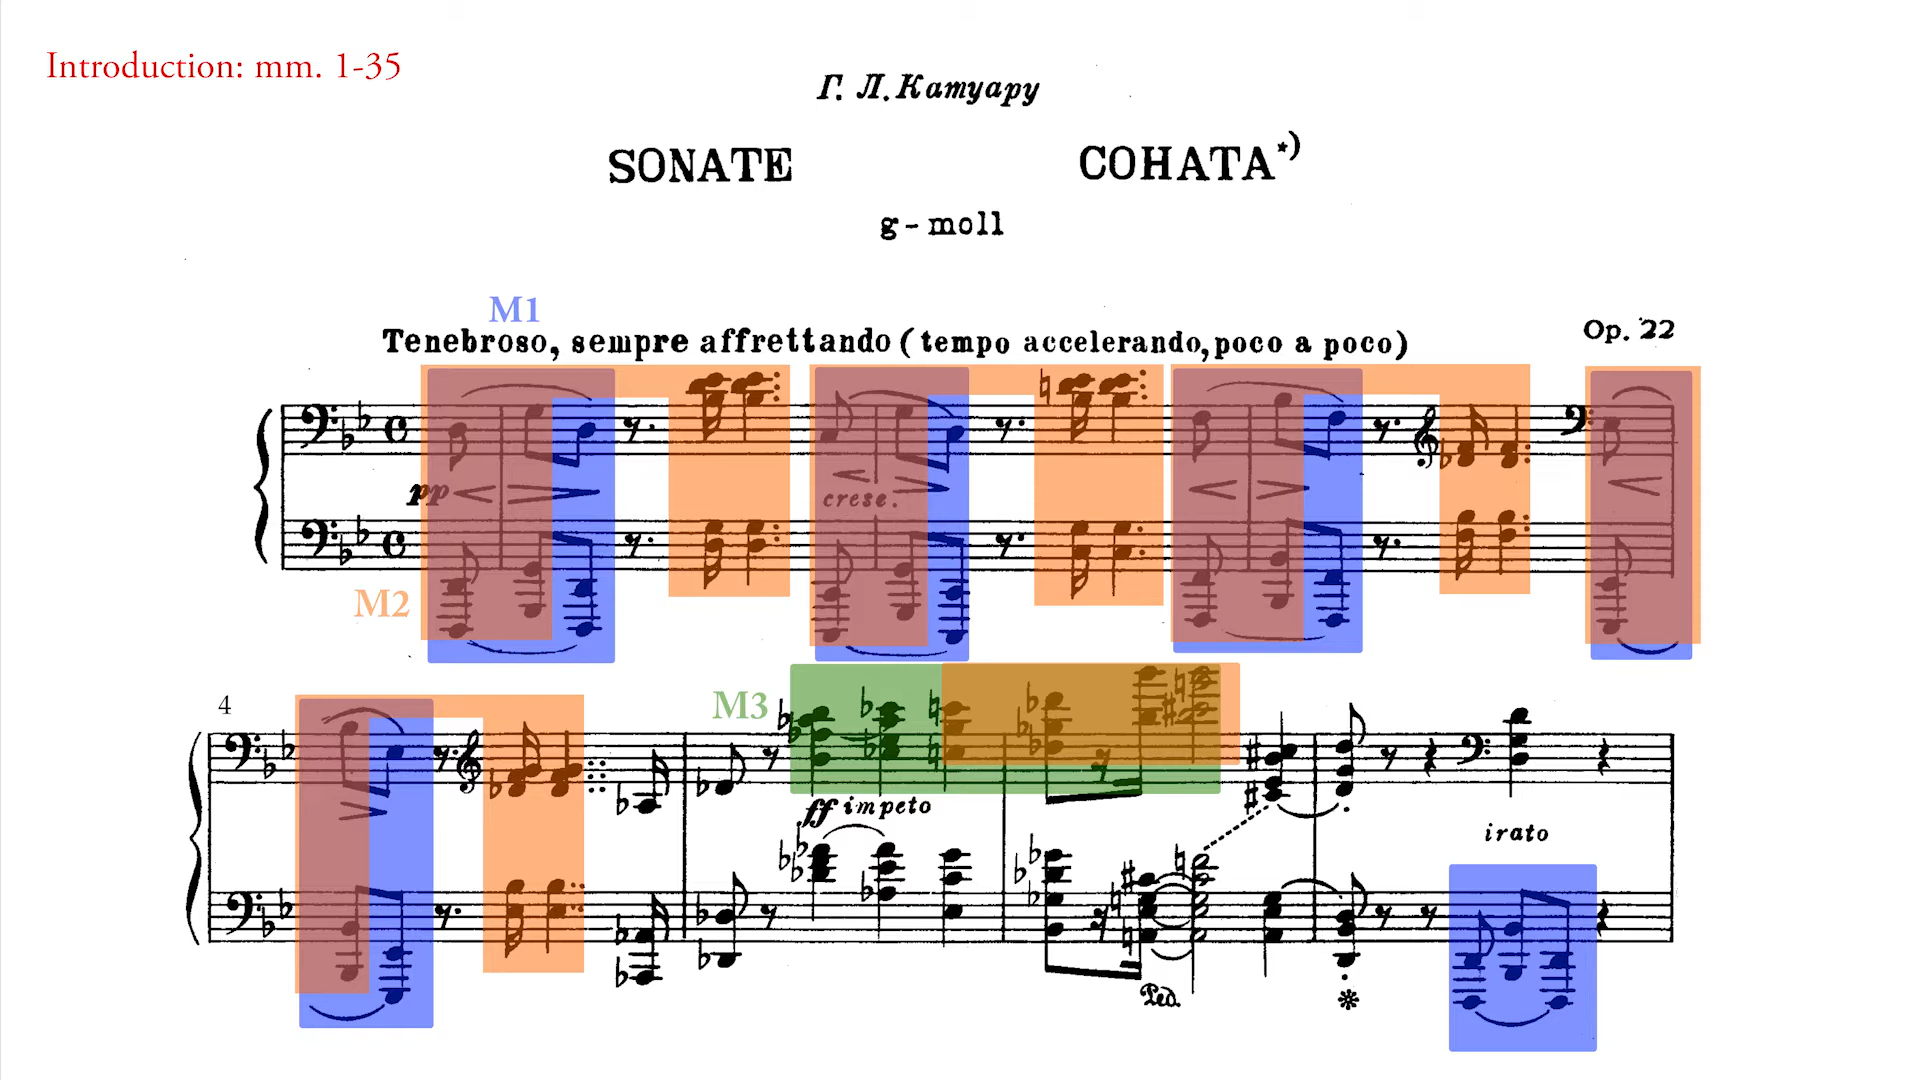 Introduction: mm. 1-35
Г. Л. Катуару
SONATE СОНАТА*)
g-moll
M1
Tenebroso, sempre affrettando (tempo accelerando, poco a poco)
Op. 22
pp
cresc.
M2
4
M3
ff impeto
irato
Ped.